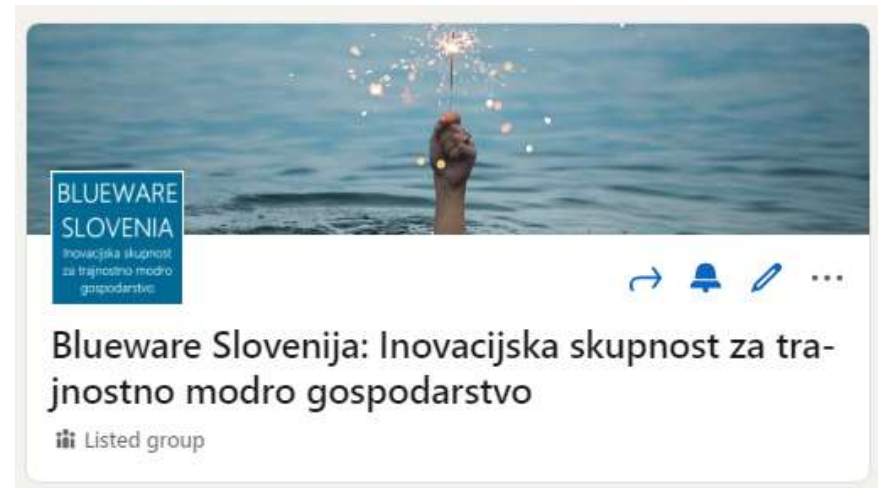 BLUEWARE
SLOVENIA
Inovacijska skupnost
za trajnostno modro
gospodarstvo.
Blueware Slovenija: Inovacijska skupnost za tra-
jnostno modro gospodarstvo
Listed group